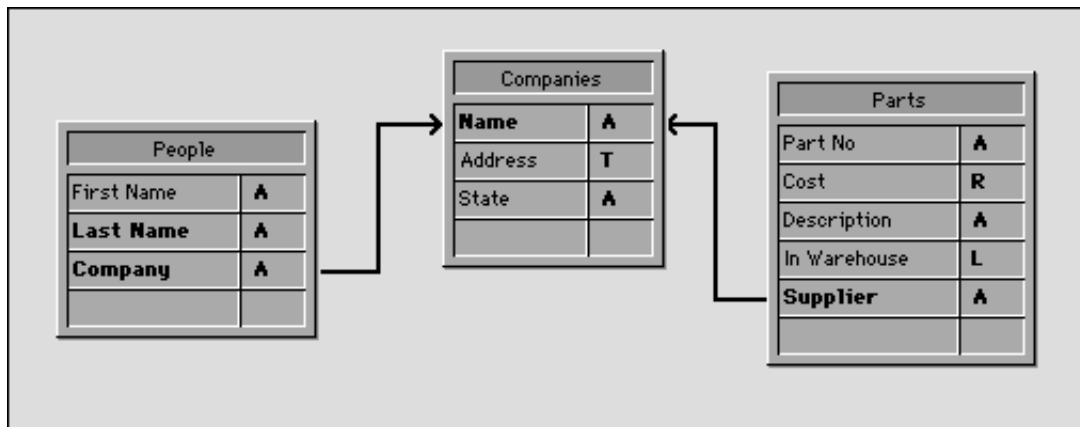 People
First Name A
Last Name A
Company A
Companies
Name A
Address T
State A
Parts
Part No A
Cost R
Description A
In Warehouse L
Supplier A